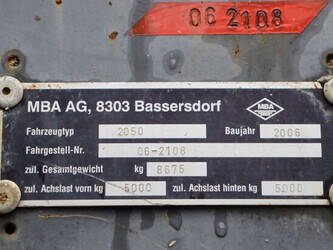 06 2108
MBA AG, 8303 Bassersdorf
MBA
Fahrzeugtyp 2050 Baujahr 2006
Fahrgestell-Nr. 06-2108
zul. Gesamtgewicht kg 8675
zul. Achslast vorn kg 5000 zul. Achslast hinten kg 5000